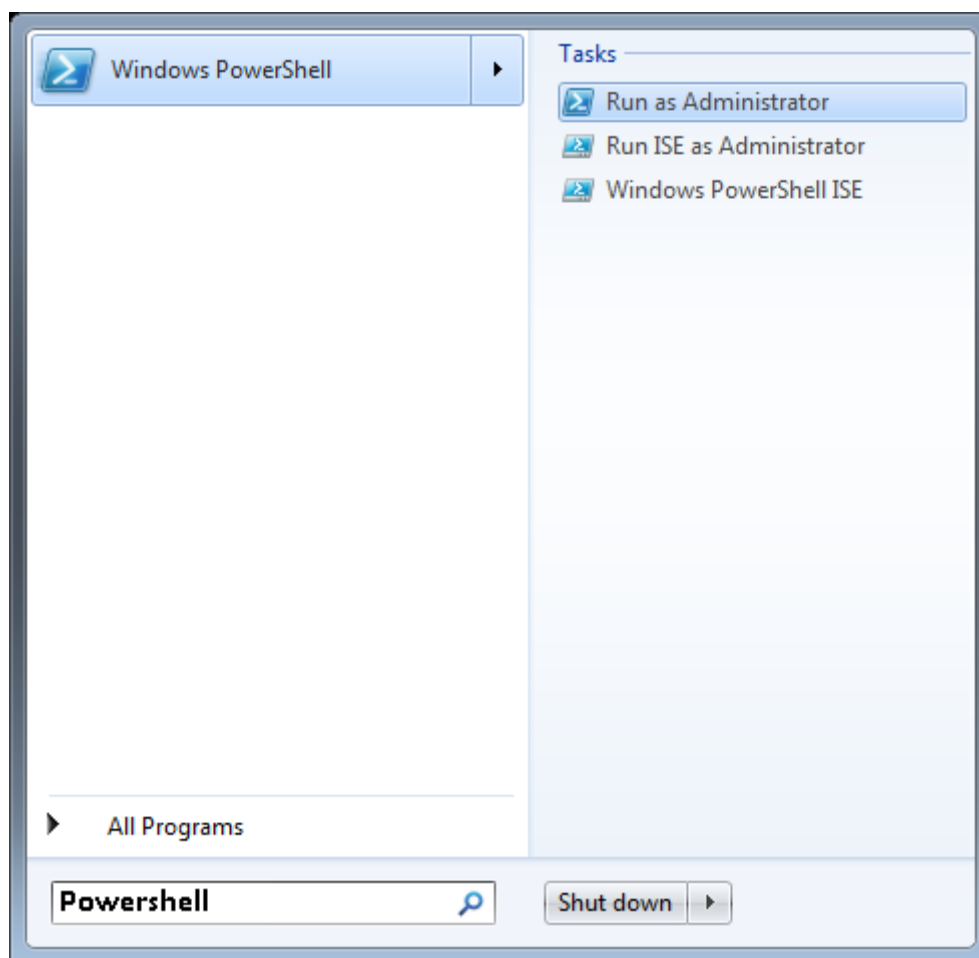 Windows PowerShell
All Programs
Powershell
Tasks
Run as Administrator
Run ISE as Administrator
Windows PowerShell ISE
Shut down